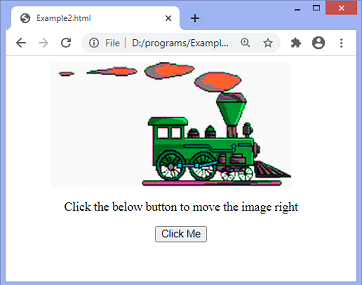 Example2.html
File
D:/programs/Exampl...
Click the below button to move the image right
Click Me